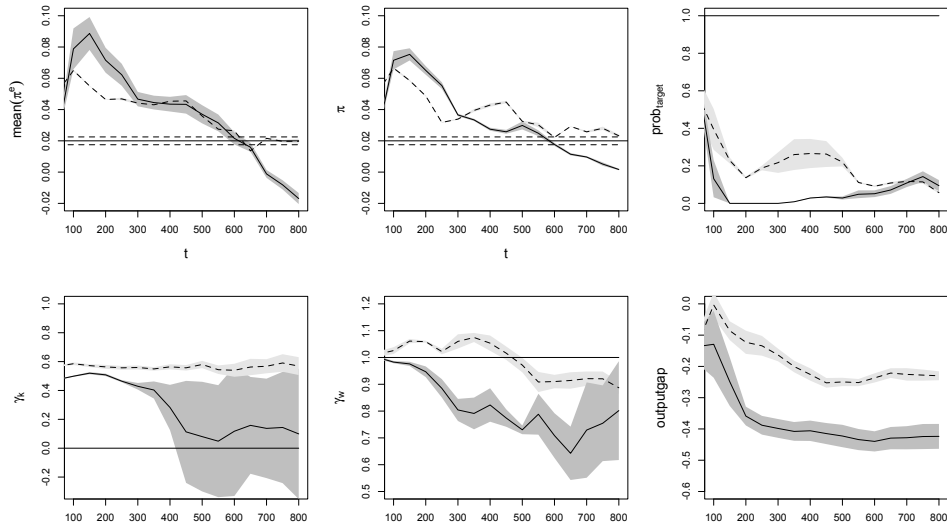 mean(πᵉ)
-0.02 0.00 0.02 0.04 0.06 0.08 0.10
100 200 300 400 500 600 700 800
t
π
-0.02 0.00 0.02 0.04 0.06 0.08 0.10
100 200 300 400 500 600 700 800
t
prob_target
0.0 0.2 0.4 0.6 0.8 1.0
100 200 300 400 500 600 700 800
γₖ
-0.2 0.0 0.2 0.4 0.6 0.8 1.0
100 200 300 400 500 600 700 800
γ_w
0.5 0.6 0.7 0.8 0.9 1.0 1.1 1.2
100 200 300 400 500 600 700 800
outputgap
-0.6 -0.5 -0.4 -0.3 -0.2 -0.1 0.0
100 200 300 400 500 600 700 800